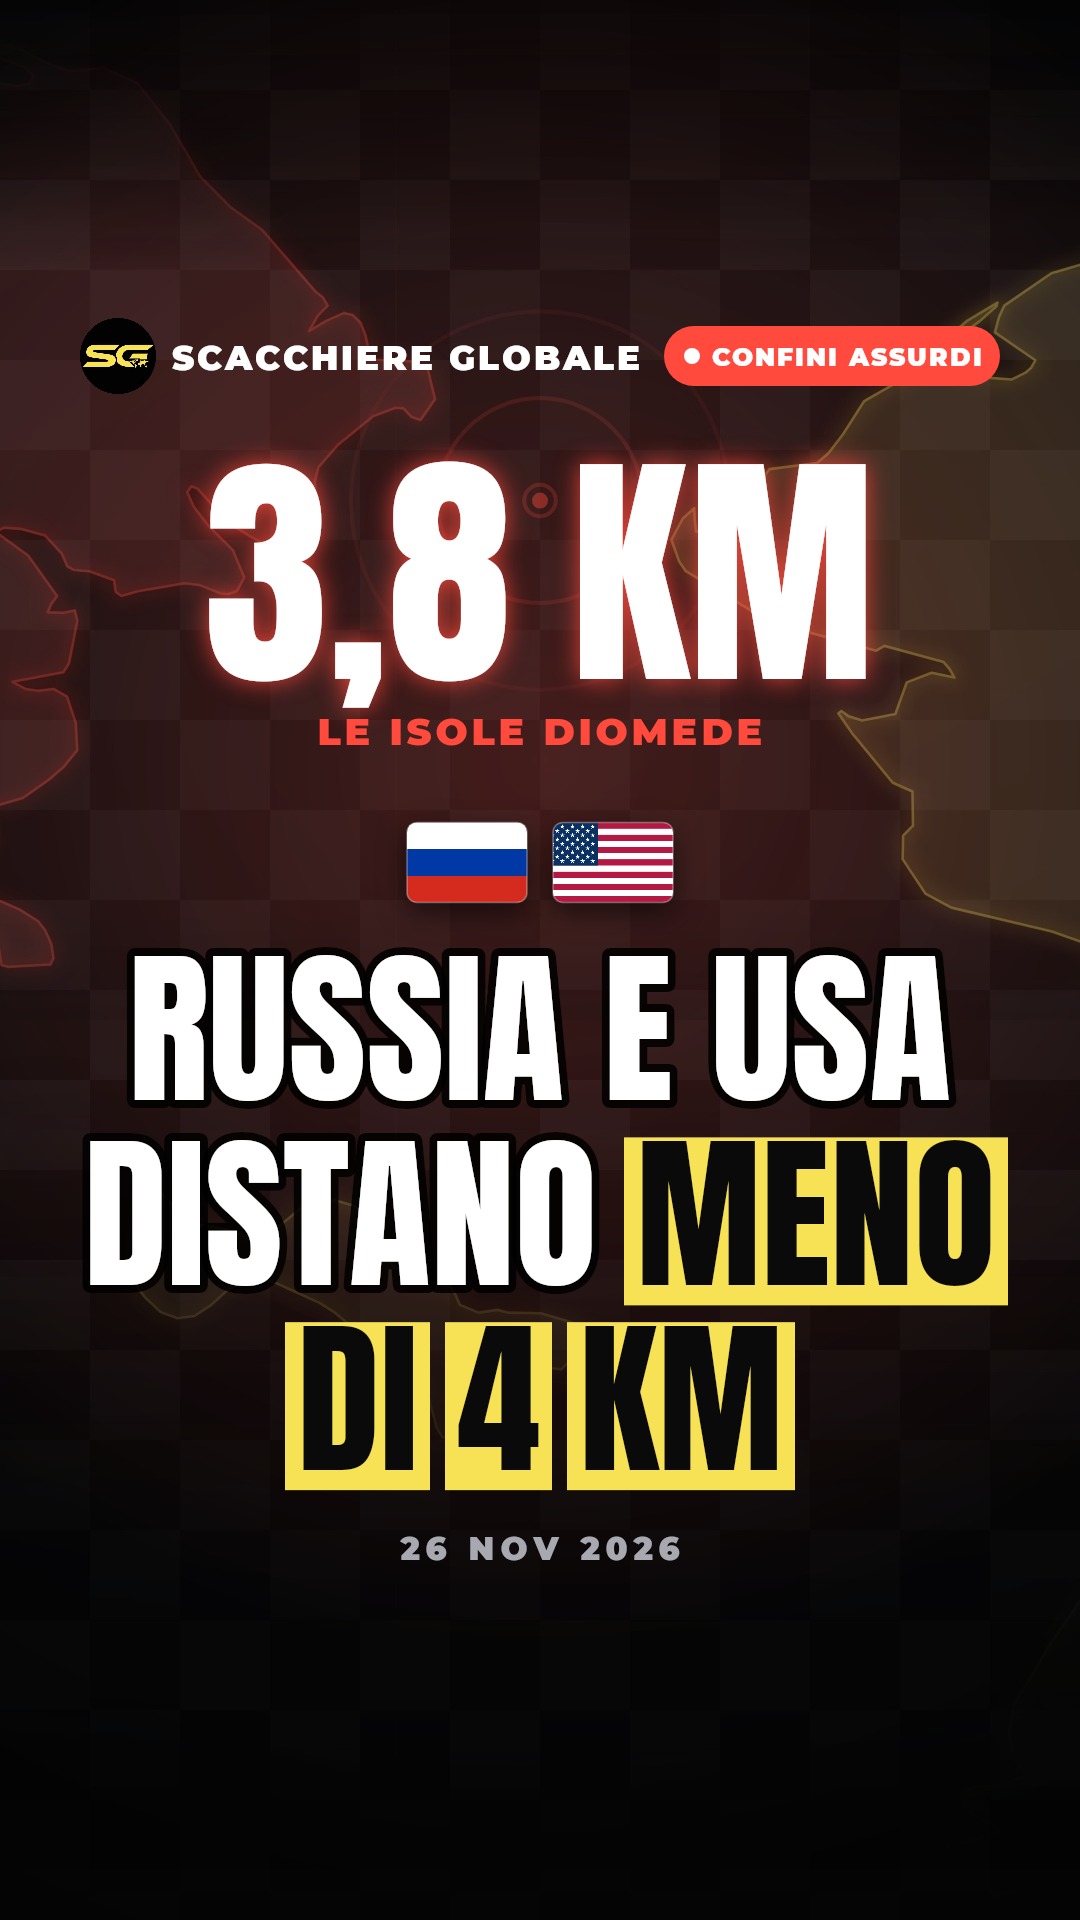 SG
SCACCHIERE GLOBALE
CONFINI ASSURDI
3,8 KM
LE ISOLE DIOMEDE
RUSSIA E USA
DISTANO MENO
DI 4 KM
26 NOV 2026